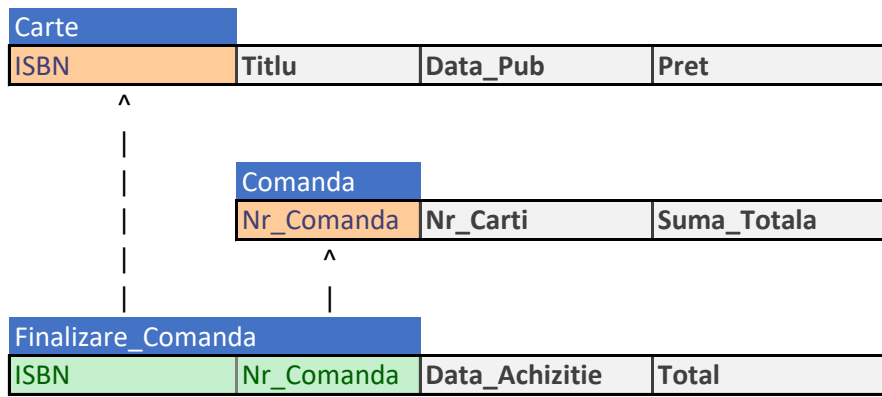 Carte
ISBN Titlu Data_Pub Pret
Comanda
Nr_Comanda Nr_Carti Suma_Totala
Finalizare_Comanda
ISBN Nr_Comanda Data_Achizitie Total